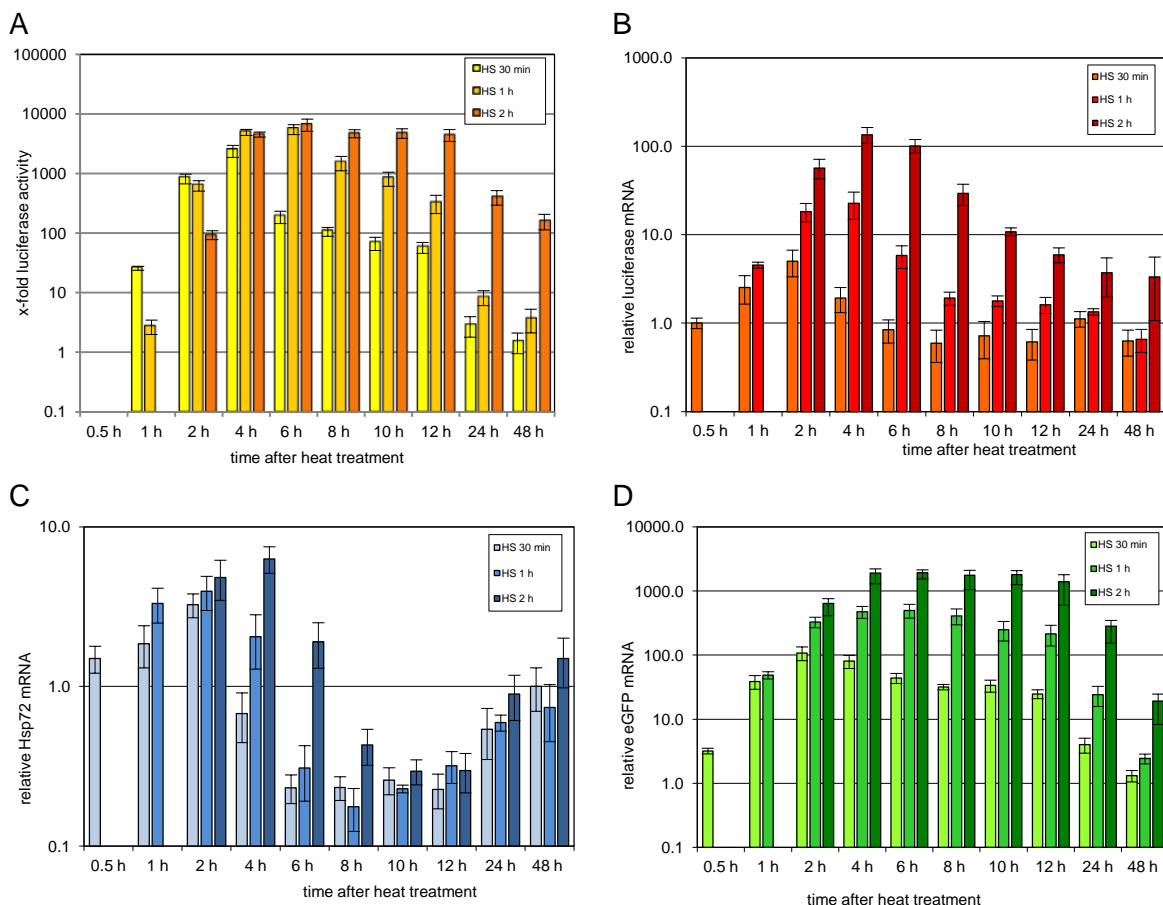 A
100000
10000
1000
100
10
1
0.1
x-fold luciferase activity
HS 30 min
HS 1 h
HS 2 h
0.5 h 1 h 2 h 4 h 6 h 8 h 10 h 12 h 24 h 48 h
time after heat treatment
B
1000.0
100.0
10.0
1.0
0.1
relative luciferase mRNA
HS 30 min
HS 1 h
HS 2 h
0.5 h 1 h 2 h 4 h 6 h 8 h 10 h 12 h 24 h 48 h
time after heat treatment
C
10.0
1.0
0.1
relative Hsp72 mRNA
HS 30 min
HS 1 h
HS 2 h
0.5 h 1 h 2 h 4 h 6 h 8 h 10 h 12 h 24 h 48 h
time after heat treatment
D
10000.0
1000.0
100.0
10.0
1.0
0.1
relative eGFP mRNA
HS 30 min
HS 1 h
HS 2 h
0.5 h 1 h 2 h 4 h 6 h 8 h 10 h 12 h 24 h 48 h
time after heat treatment